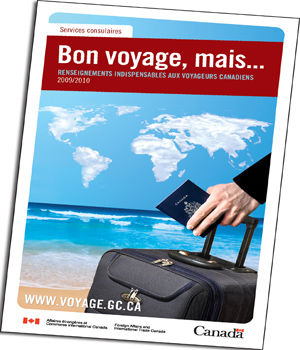 Services consulaires
Bon voyage, mais...
RENSEIGNEMENTS INDISPENSABLES AUX VOYAGEURS CANADIENS
2009/2010
WWW.VOYAGE.GC.CA
Affaires étrangères et
Commerce international Canada
Foreign Affairs and
International Trade Canada
Canada